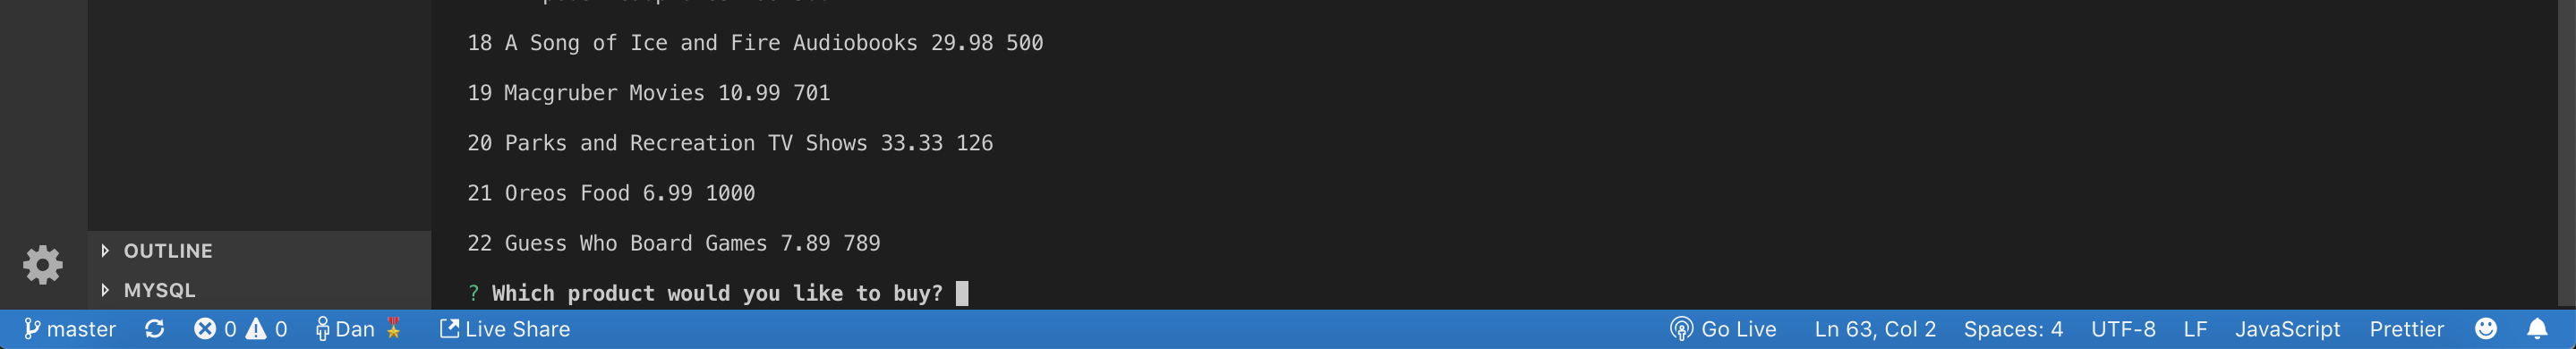 18 A Song of Ice and Fire Audiobooks 29.98 500
19 Macgruber Movies 10.99 701
20 Parks and Recreation TV Shows 33.33 126
21 Oreos Food 6.99 1000
22 Guess Who Board Games 7.89 789
? Which product would you like to buy?
OUTLINE
MYSQL
master 0 0 Dan Live Share Go Live Ln 63, Col 2 Spaces: 4 UTF-8 LF JavaScript Prettier